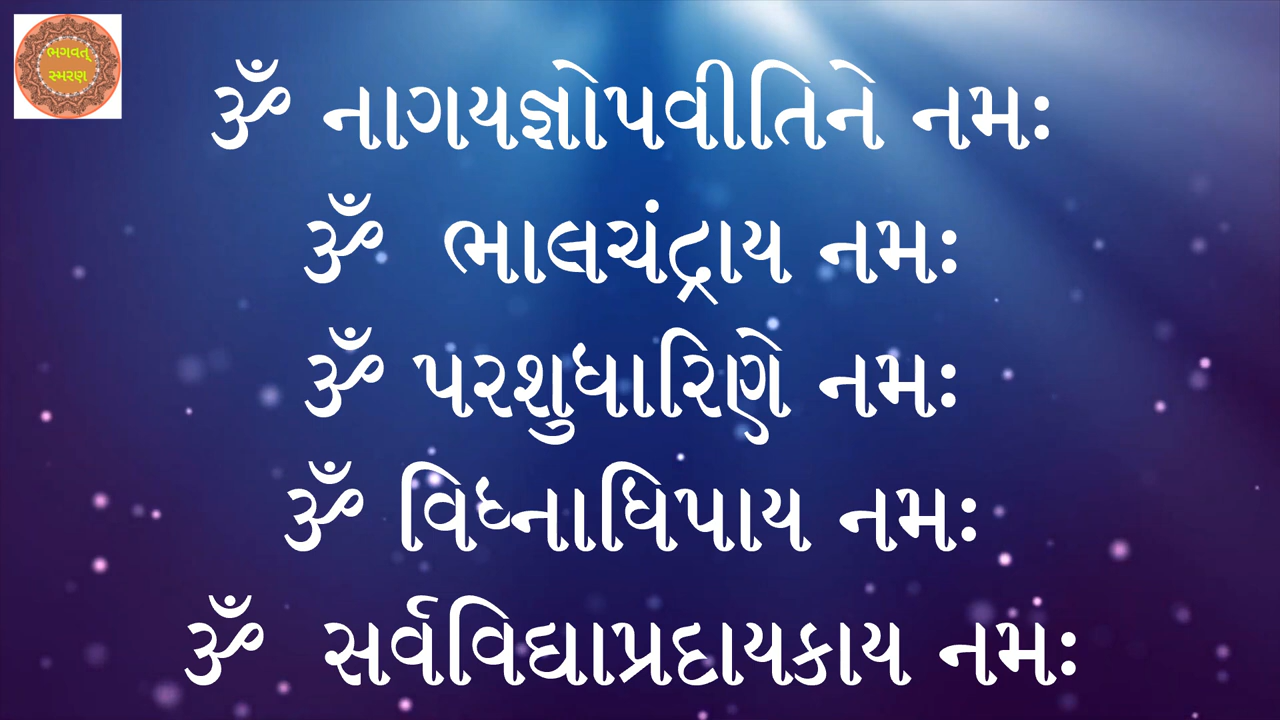 ભગવત્
સ્મરણ
ૐ નાગયજ્ઞોપવીતિને નમઃ
ૐ ભાલચંદ્રાય નમઃ
ૐ પરશુધારિણે નમઃ
ૐ વિધ્નાધિપાય નમઃ
ૐ સર્વવિદ્યાપ્રદાયકાય નમઃ